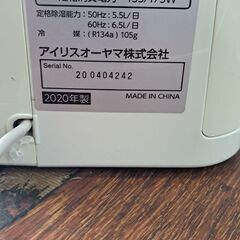 定格除湿能力：50Hz：5.5L/日
60Hz：6.5L/日
冷　媒：(R134a) 105g
アイリスオーヤマ株式会社
Serial No.
20 0404242
2020年製
MADE IN CHINA